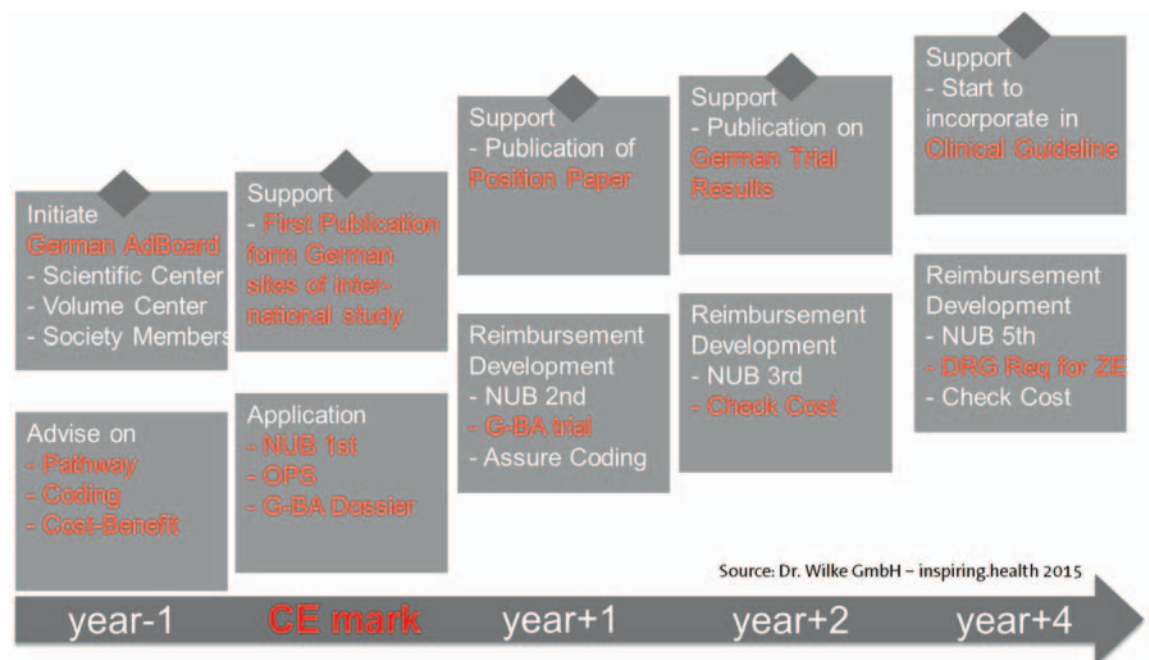 Initiate
German AdBoard
- Scientific Center
- Volume Center
- Society Members
Advise on
- Pathway
- Coding
- Cost-Benefit
Support
- First Publication
form German
sites of inter-
national study
Application
- NUB 1st
- OPS
- G-BA Dossier
Support
- Publication of
Position Paper
Reimbursement
Development
- NUB 2nd
- G-BA trial
- Assure Coding
Support
- Publication on
German Trial
Results
Reimbursement
Development
- NUB 3rd
- Check Cost
Support
- Start to
incorporate in
Clinical Guideline
Reimbursement
Development
- NUB 5th
- DRG Req for ZE
- Check Cost
Source: Dr. Wilke GmbH – inspiring.health 2015
year-1 CE mark year+1 year+2 year+4